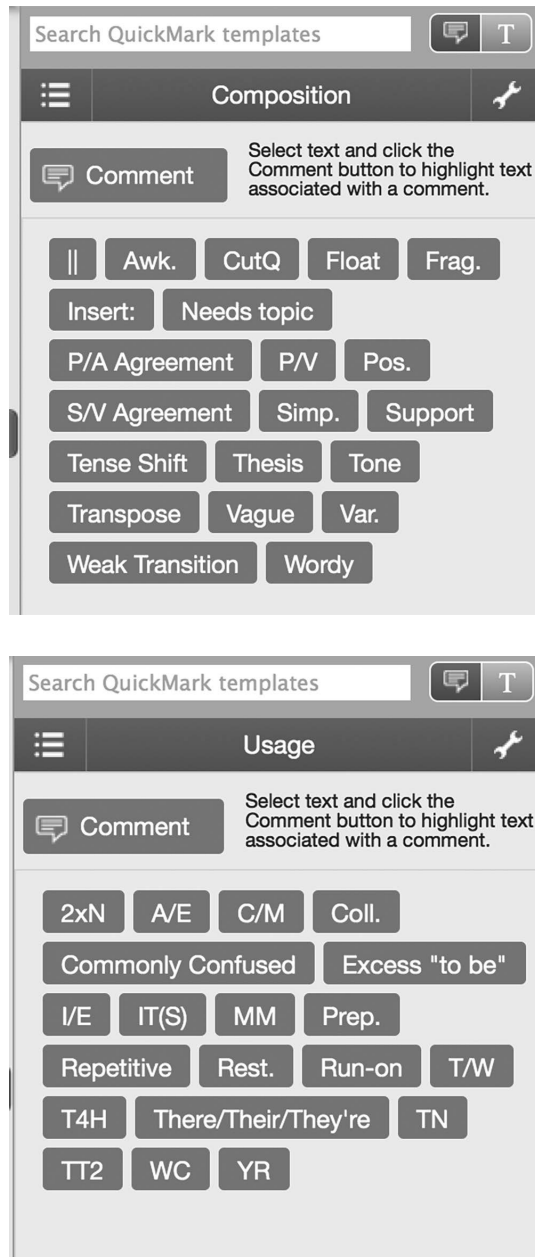 Search QuickMark templates T
Composition
Comment
Select text and click the
Comment button to highlight text
associated with a comment.
|| Awk. CutQ Float Frag.
Insert: Needs topic
P/A Agreement P/V Pos.
S/V Agreement Simp. Support
Tense Shift Thesis Tone
Transpose Vague Var.
Weak Transition Wordy
Search QuickMark templates T
Usage
Comment
Select text and click the
Comment button to highlight text
associated with a comment.
2xN A/E C/M Coll.
Commonly Confused Excess "to be"
I/E IT(S) MM Prep.
Repetitive Rest. Run-on T/W
T4H There/Their/They're TN
TT2 WC YR